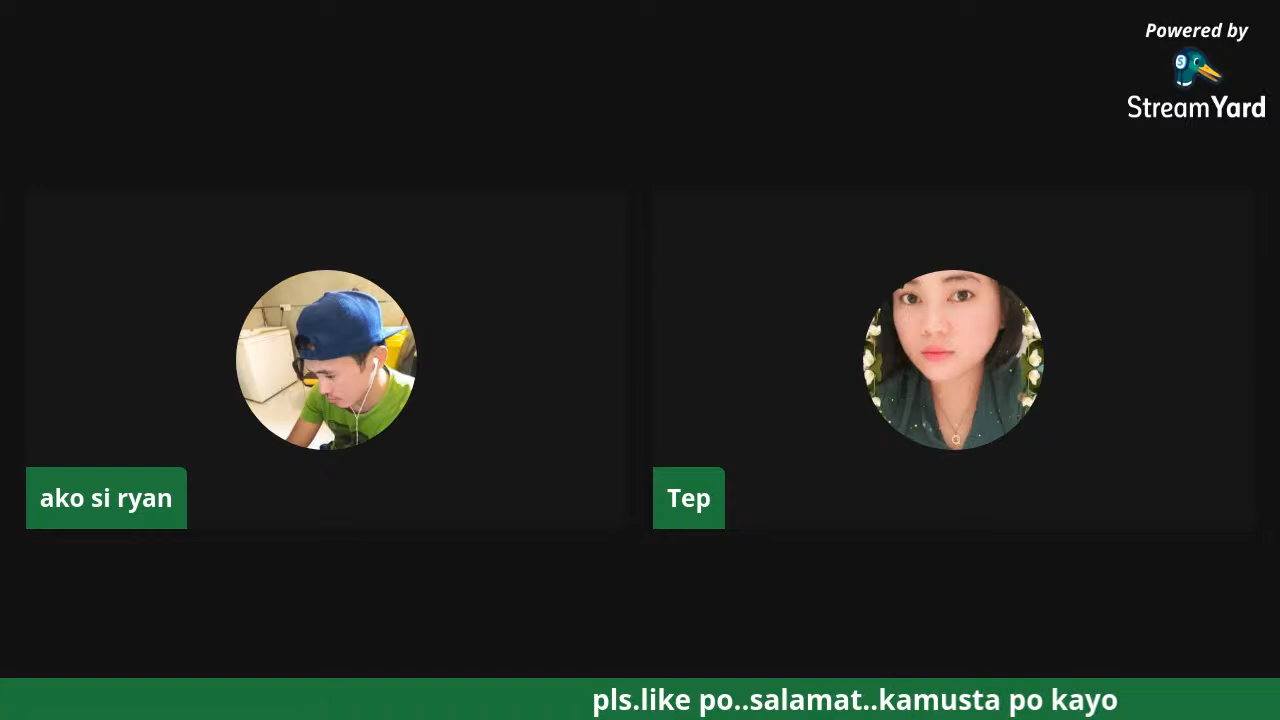 Powered by
S
StreamYard
ako si ryan
Tep
pls.like po..salamat..kamusta po kayo